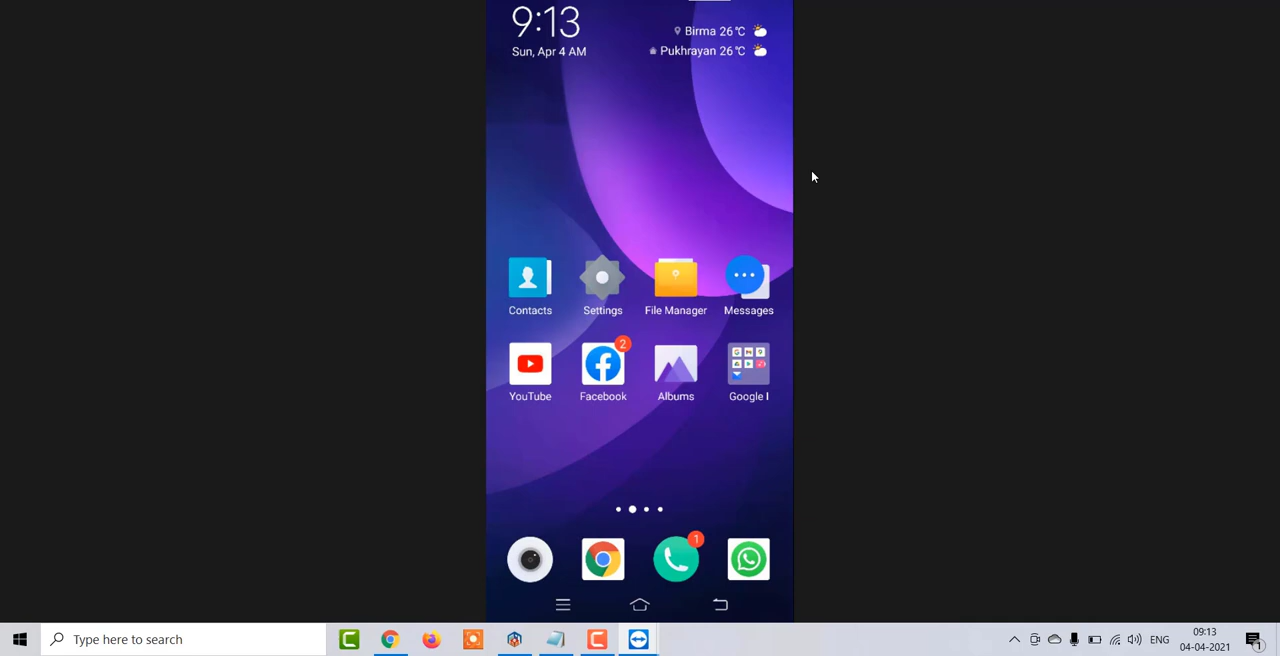 9:13
Birma 26°C
Sun, Apr 4 AM
Pukhrayan 26°C
Contacts
Settings
File Manager
Messages
2
YouTube
Facebook
Albums
Google I
1
Type here to search
ENG
09:13
04-04-2021
1